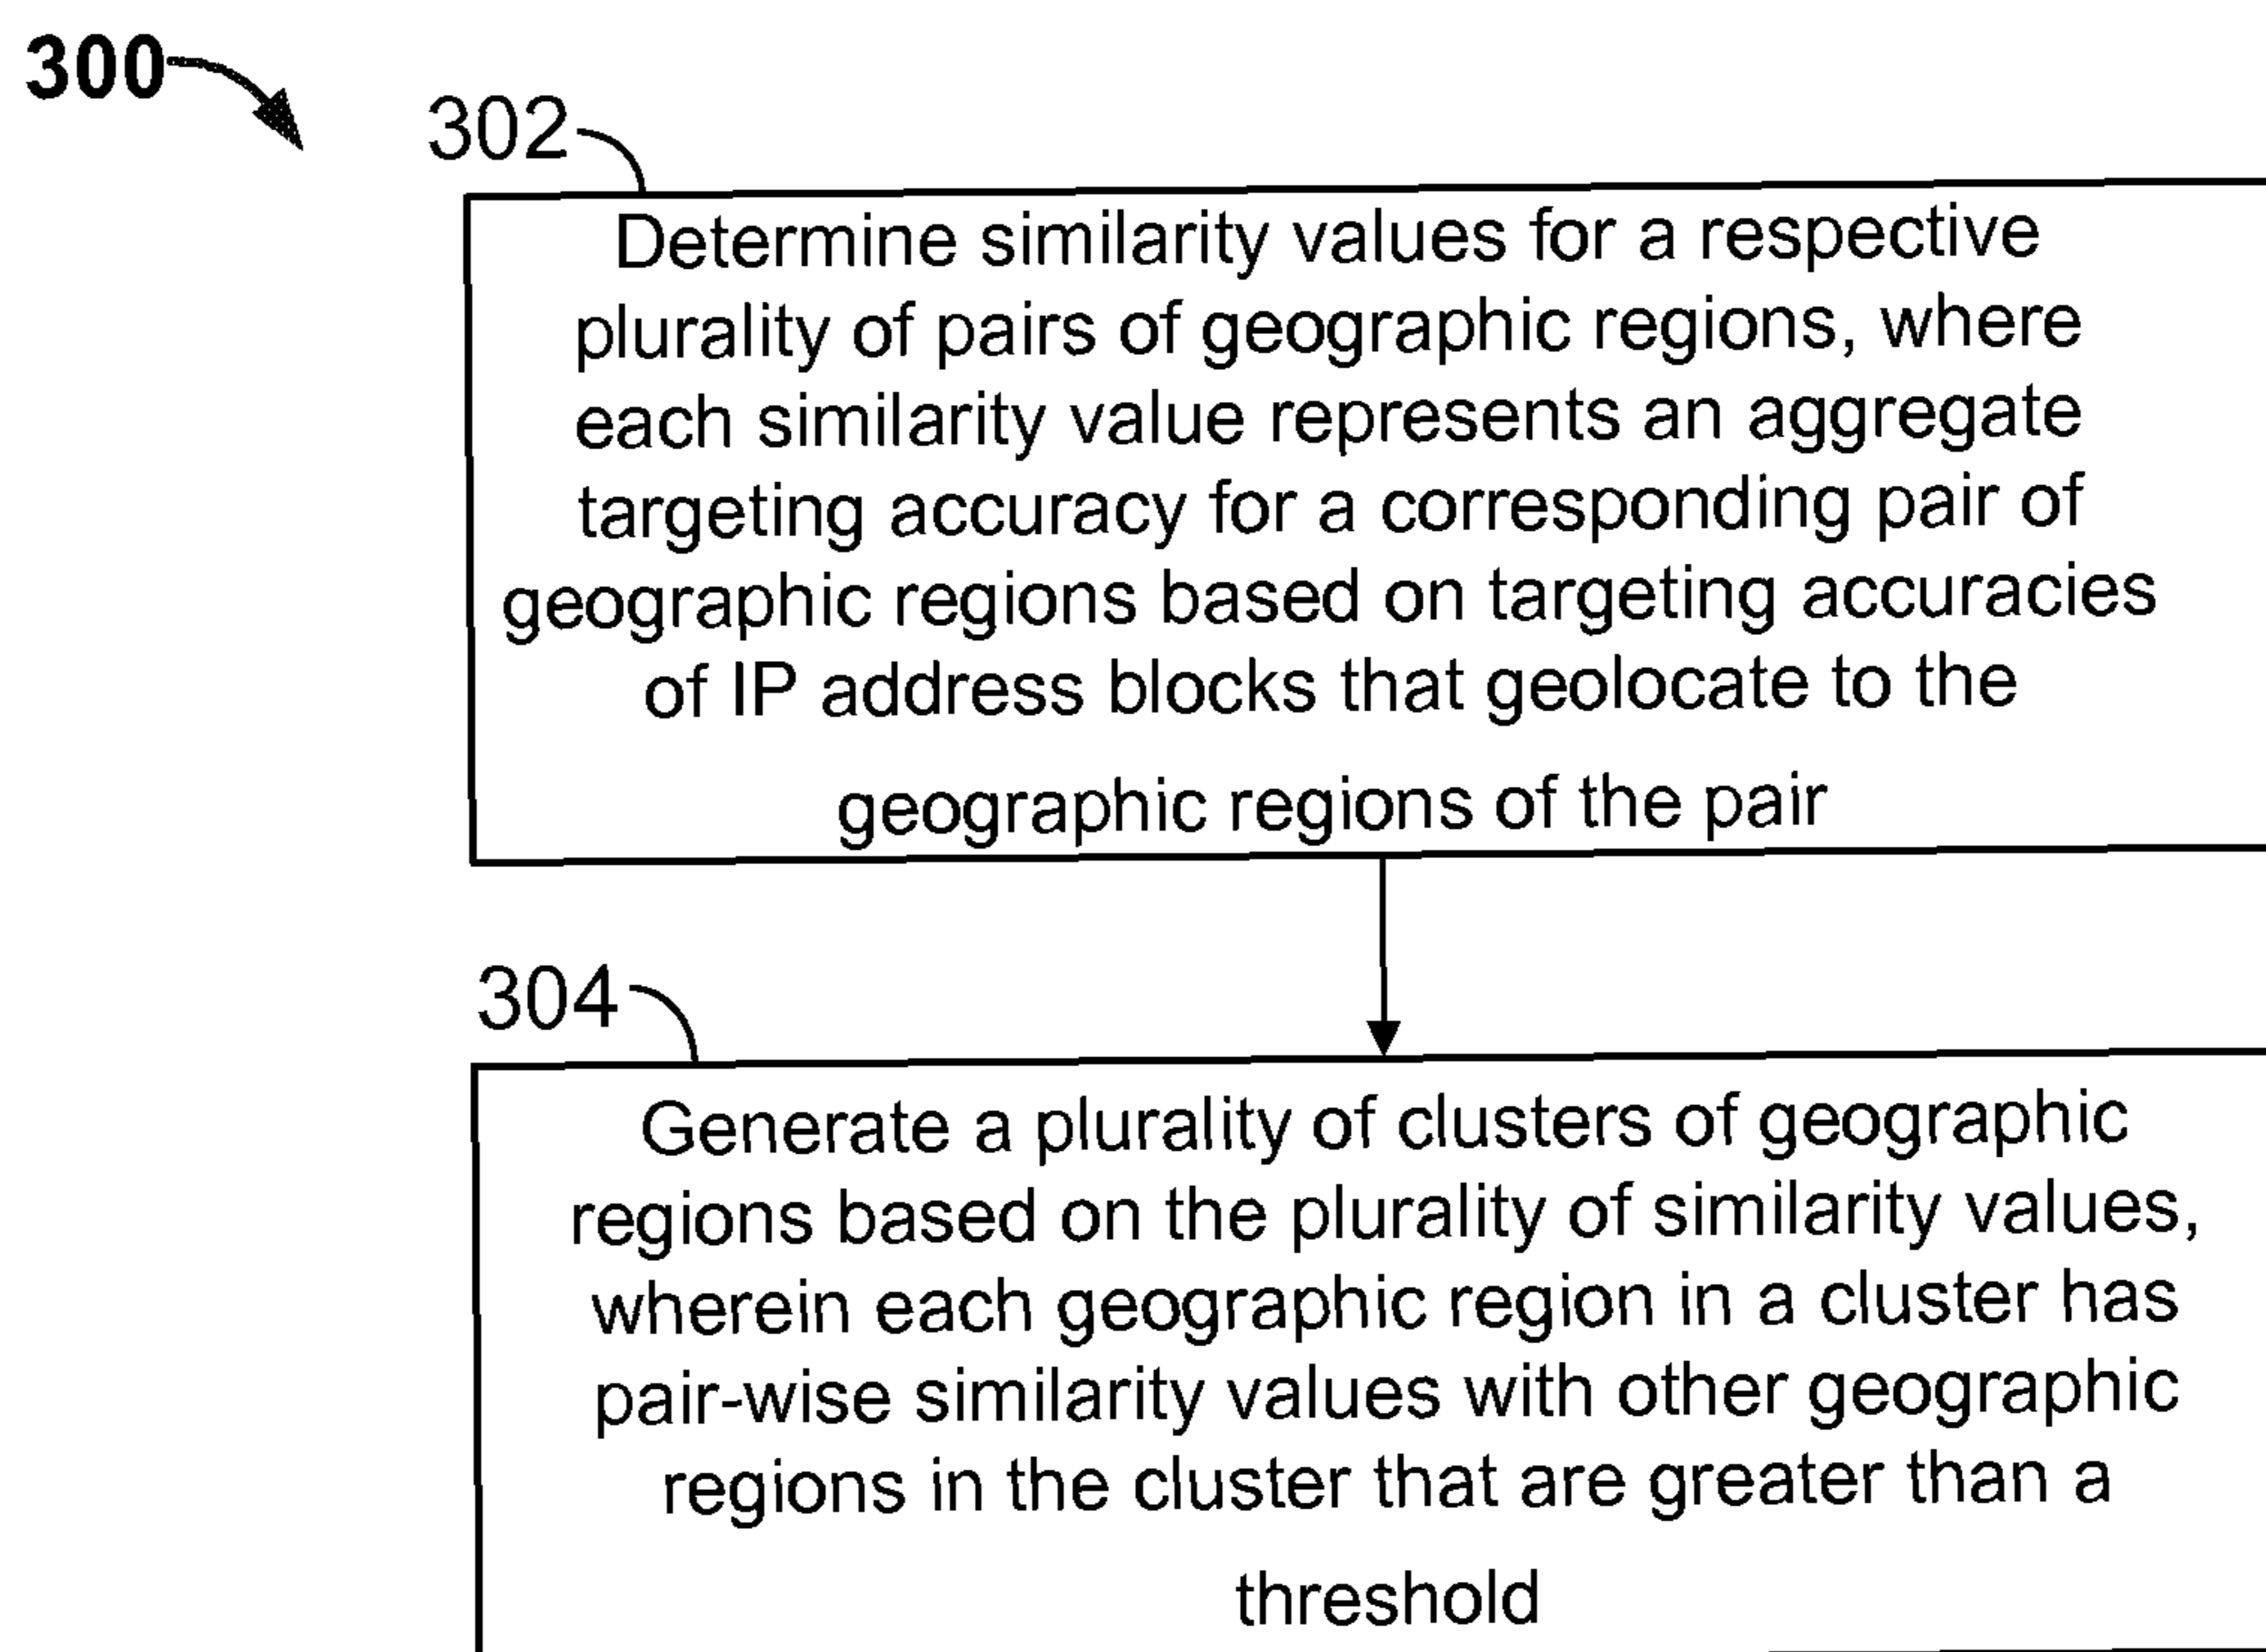 300
302
Determine similarity values for a respective
plurality of pairs of geographic regions, where
each similarity value represents an aggregate
targeting accuracy for a corresponding pair of
geographic regions based on targeting accuracies
of IP address blocks that geolocate to the
geographic regions of the pair
304
Generate a plurality of clusters of geographic
regions based on the plurality of similarity values,
wherein each geographic region in a cluster has
pair-wise similarity values with other geographic
regions in the cluster that are greater than a
threshold